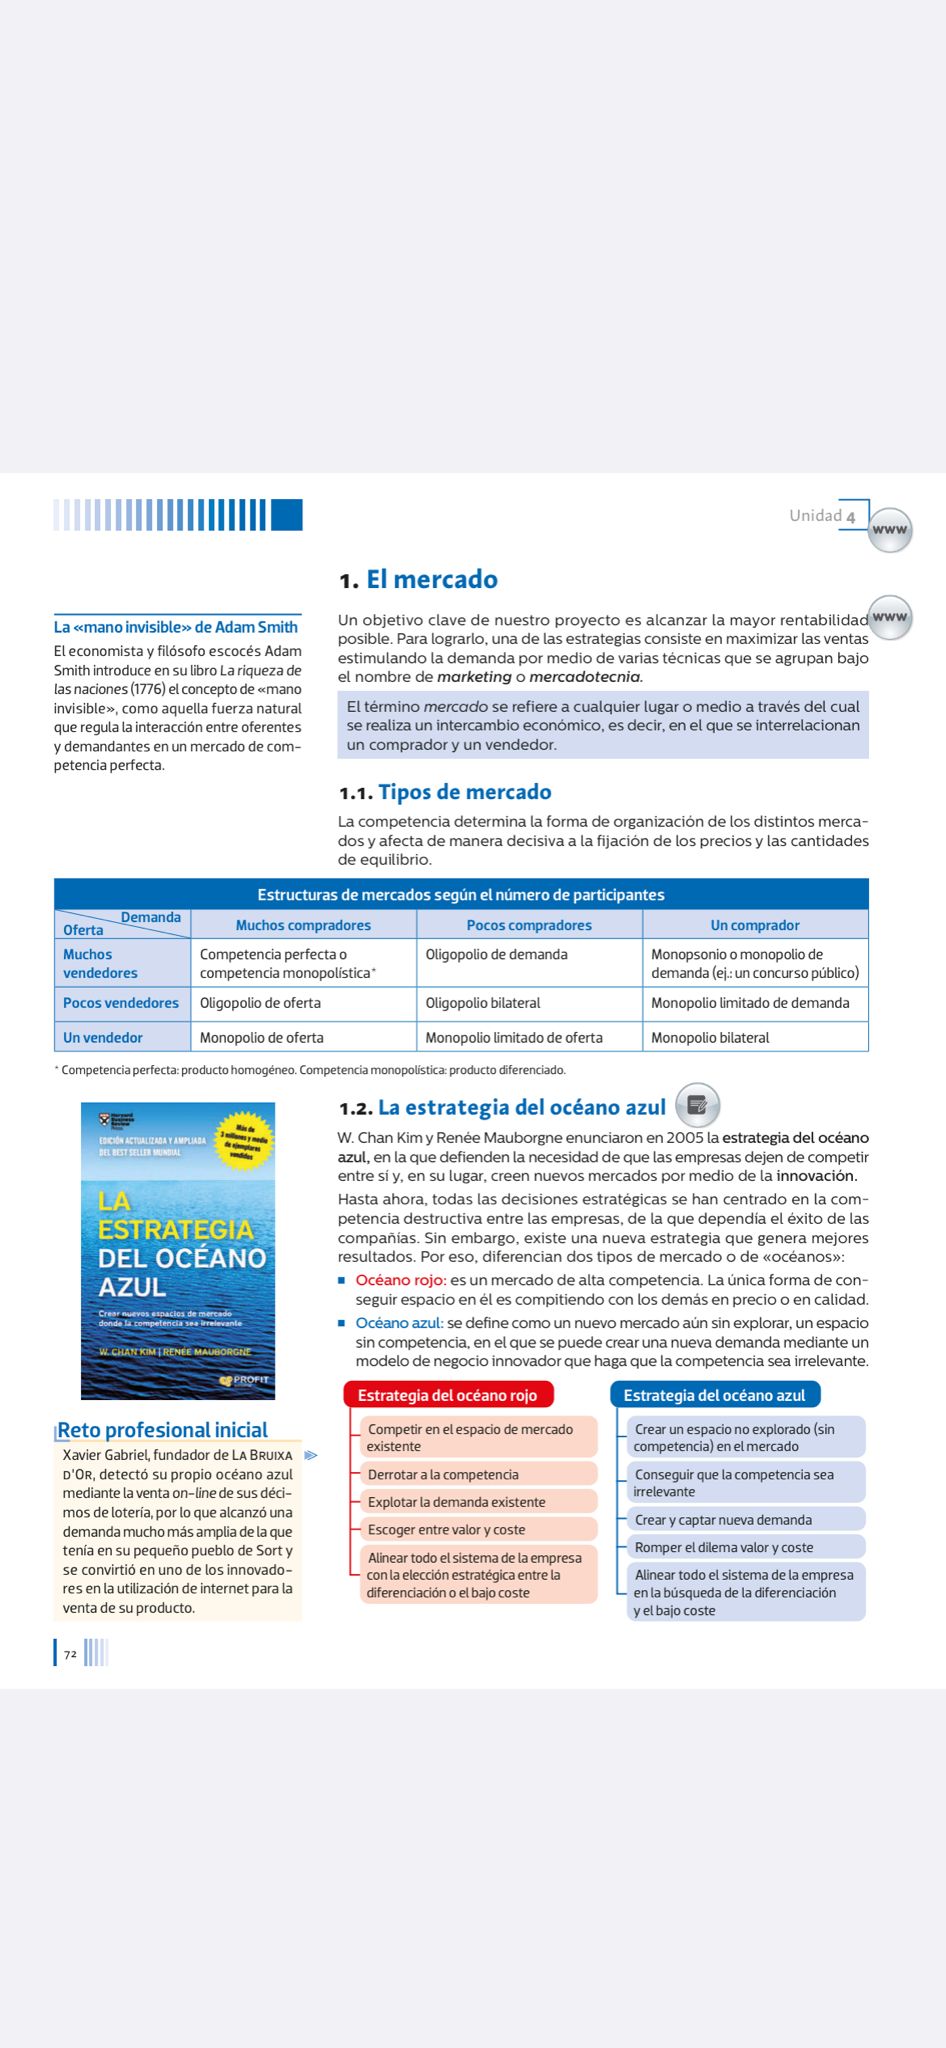 Unidad 4
www
1. El mercado
www
Un objetivo clave de nuestro proyecto es alcanzar la mayor rentabilidad
posible. Para lograrlo, una de las estrategias consiste en maximizar las ventas
estimulando la demanda por medio de varias técnicas que se agrupan bajo
el nombre de marketing o mercadotecnia.
El término mercado se refiere a cualquier lugar o medio a través del cual
se realiza un intercambio económico, es decir, en el que se interrelacionan
un comprador y un vendedor.
La «mano invisible» de Adam Smith
El economista y filósofo escocés Adam
Smith introduce en su libro La riqueza de
las naciones (1776) el concepto de «mano
invisible», como aquella fuerza natural
que regula la interacción entre oferentes
y demandantes en un mercado de com-
petencia perfecta.
1.1. Tipos de mercado
La competencia determina la forma de organización de los distintos merca-
dos y afecta de manera decisiva a la fijación de los precios y las cantidades
de equilibrio.
Estructuras de mercados según el número de participantes
Demanda
Oferta
Muchos compradores
Pocos compradores
Un comprador
Muchos
vendedores
Competencia perfecta o
competencia monopolística*
Oligopolio de demanda
Monopsonio o monopolio de
demanda (ej.: un concurso público)
Pocos vendedores
Oligopolio de oferta
Oligopolio bilateral
Monopolio limitado de demanda
Un vendedor
Monopolio de oferta
Monopolio limitado de oferta
Monopolio bilateral
* Competencia perfecta: producto homogéneo. Competencia monopolística: producto diferenciado.
Harvard
Business
Review
Press
EDICIÓN ACTUALIZADA Y AMPLIADA
DEL BEST SELLER MUNDIAL
Más de
3 millones y medio
de ejemplares
vendidos
LA
ESTRATEGIA
DEL OCÉANO
AZUL
Crear nuevos espacios de mercado
donde la competencia sea irrelevante
W. CHAN KIM | RENÉE MAUBORGNE
PROFIT
1.2. La estrategia del océano azul
W. Chan Kim y Renée Mauborgne enunciaron en 2005 la estrategia del océano
azul, en la que defienden la necesidad de que las empresas dejen de competir
entre sí y, en su lugar, creen nuevos mercados por medio de la innovación.
Hasta ahora, todas las decisiones estratégicas se han centrado en la com-
petencia destructiva entre las empresas, de la que dependía el éxito de las
compañías. Sin embargo, existe una nueva estrategia que genera mejores
resultados. Por eso, diferencian dos tipos de mercado o de «océanos»:
■ Océano rojo: es un mercado de alta competencia. La única forma de con-
seguir espacio en él es compitiendo con los demás en precio o en calidad.
■ Océano azul: se define como un nuevo mercado aún sin explorar, un espacio
sin competencia, en el que se puede crear una nueva demanda mediante un
modelo de negocio innovador que haga que la competencia sea irrelevante.
Estrategia del océano rojo
Competir en el espacio de mercado
existente
Derrotar a la competencia
Explotar la demanda existente
Escoger entre valor y coste
Alinear todo el sistema de la empresa
con la elección estratégica entre la
diferenciación o el bajo coste
Estrategia del océano azul
Crear un espacio no explorado (sin
competencia) en el mercado
Conseguir que la competencia sea
irrelevante
Crear y captar nueva demanda
Romper el dilema valor y coste
Alinear todo el sistema de la empresa
en la búsqueda de la diferenciación
y el bajo coste
Reto profesional inicial
Xavier Gabriel, fundador de LA BRUIXA
D'OR, detectó su propio océano azul
mediante la venta on-line de sus déci-
mos de lotería, por lo que alcanzó una
demanda mucho más amplia de la que
tenía en su pequeño pueblo de Sort y
se convirtió en uno de los innovado-
res en la utilización de internet para la
venta de su producto.
72